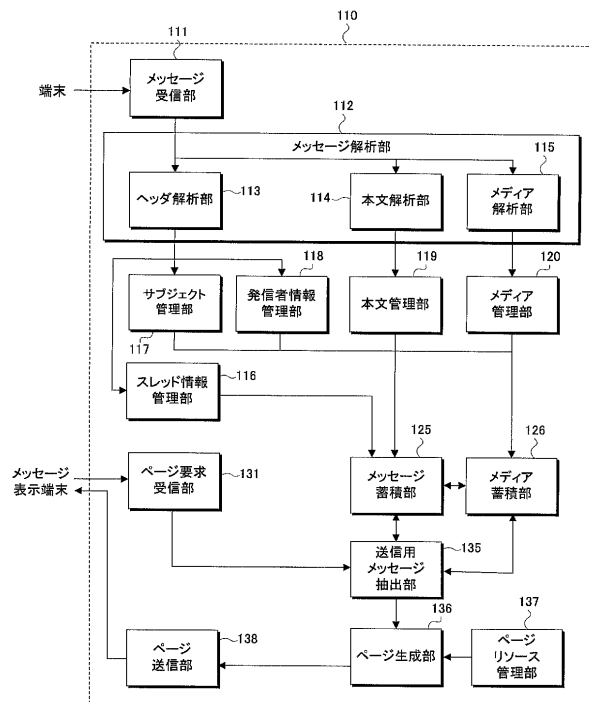 110
111
メッセージ
受信部
端末
112
メッセージ解析部
115
ヘッダ解析部
113
114
本文解析部
メディア
解析部
118
119
120
サブジェクト
管理部
発信者情報
管理部
本文管理部
メディア
管理部
117
スレッド情報
管理部
116
125
126
メッセージ
表示端末
ページ要求
受信部
131
メッセージ
蓄積部
メディア
蓄積部
送信用
メッセージ
抽出部
135
136
137
138
ページ
送信部
ページ生成部
ページ
リソース
管理部